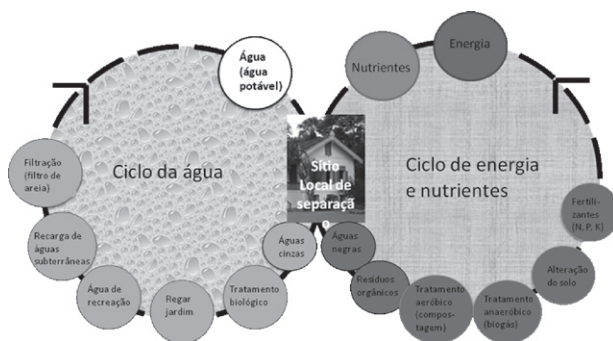 Água
(água
potável)
Filtração
(filtro de
areia)
Ciclo da água
Recarga de
águas
subterrâneas
Água de
recreação
Regar
jardim
Tratamento
biológico
Águas
cinzas
Sítio
Local de
separaçã
o
Nutrientes
Energia
Ciclo de energia
e nutrientes
Águas
negras
Resíduos
orgânicos
Tratamento
aeróbico
(compos-
tagem)
Tratamento
anaeróbico
(biogás)
Alteração
do solo
Fertili-
zantes
(N, P, K)